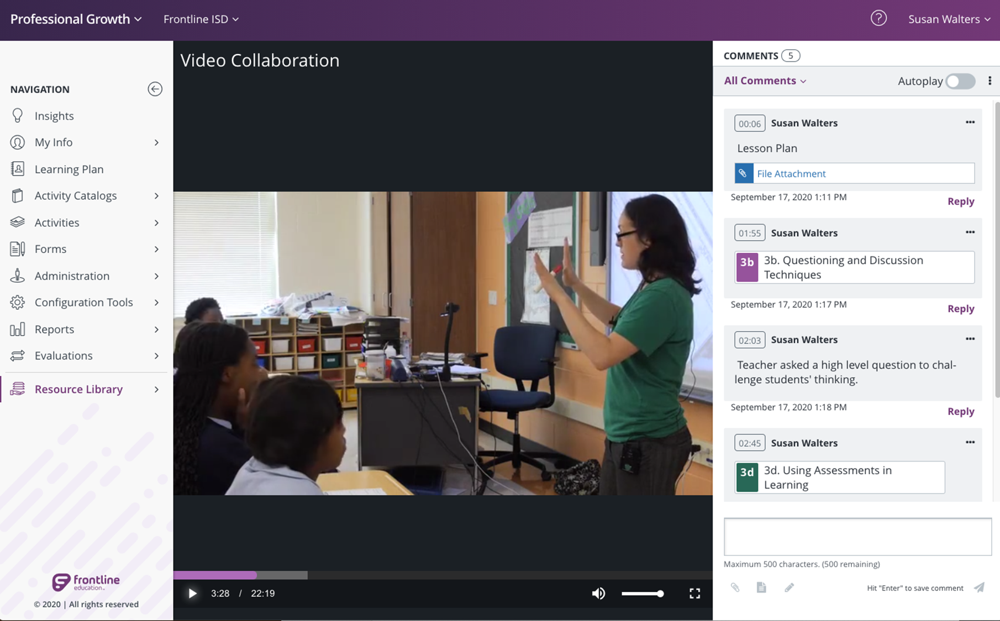 Professional Growth
Frontline ISD
?
Susan Walters
NAVIGATION
Insights
My Info
Learning Plan
Activity Catalogs
Activities
Forms
Administration
Configuration Tools
Reports
Evaluations
Resource Library
frontline
education
© 2020 | All rights reserved
Video Collaboration
3:28 / 22:19
COMMENTS 5
All Comments
Autoplay
00:06 Susan Walters
Lesson Plan
File Attachment
September 17, 2020 1:11 PM
Reply
01:55 Susan Walters
3b 3b. Questioning and Discussion
Techniques
September 17, 2020 1:17 PM
Reply
02:03 Susan Walters
Teacher asked a high level question to chal-
lenge students' thinking.
September 17, 2020 1:18 PM
Reply
02:45 Susan Walters
3d 3d. Using Assessments in
Learning
Maximum 500 characters. (500 remaining)
Hit "Enter" to save comment